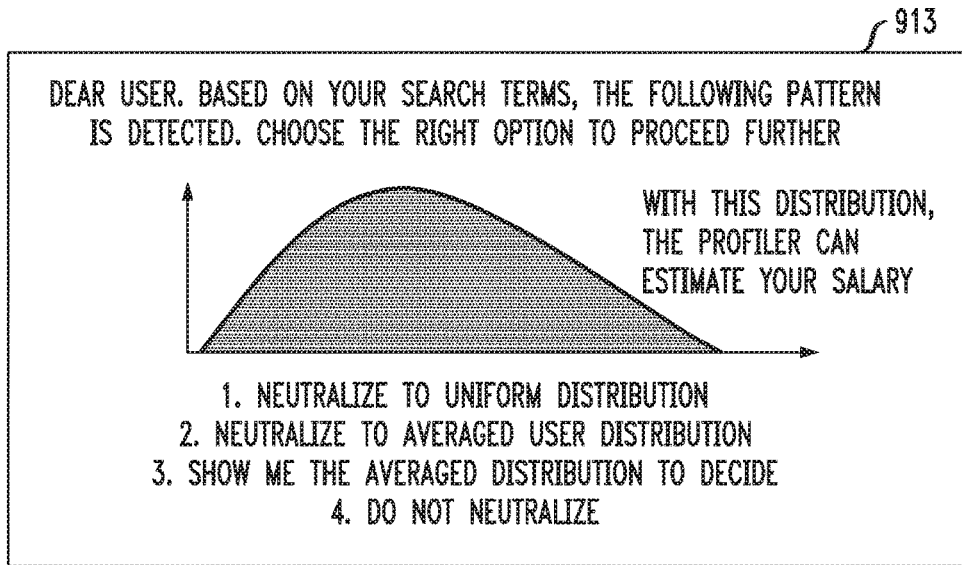 913
DEAR USER. BASED ON YOUR SEARCH TERMS, THE FOLLOWING PATTERN
IS DETECTED. CHOOSE THE RIGHT OPTION TO PROCEED FURTHER
WITH THIS DISTRIBUTION,
THE PROFILER CAN
ESTIMATE YOUR SALARY
1. NEUTRALIZE TO UNIFORM DISTRIBUTION
2. NEUTRALIZE TO AVERAGED USER DISTRIBUTION
3. SHOW ME THE AVERAGED DISTRIBUTION TO DECIDE
4. DO NOT NEUTRALIZE